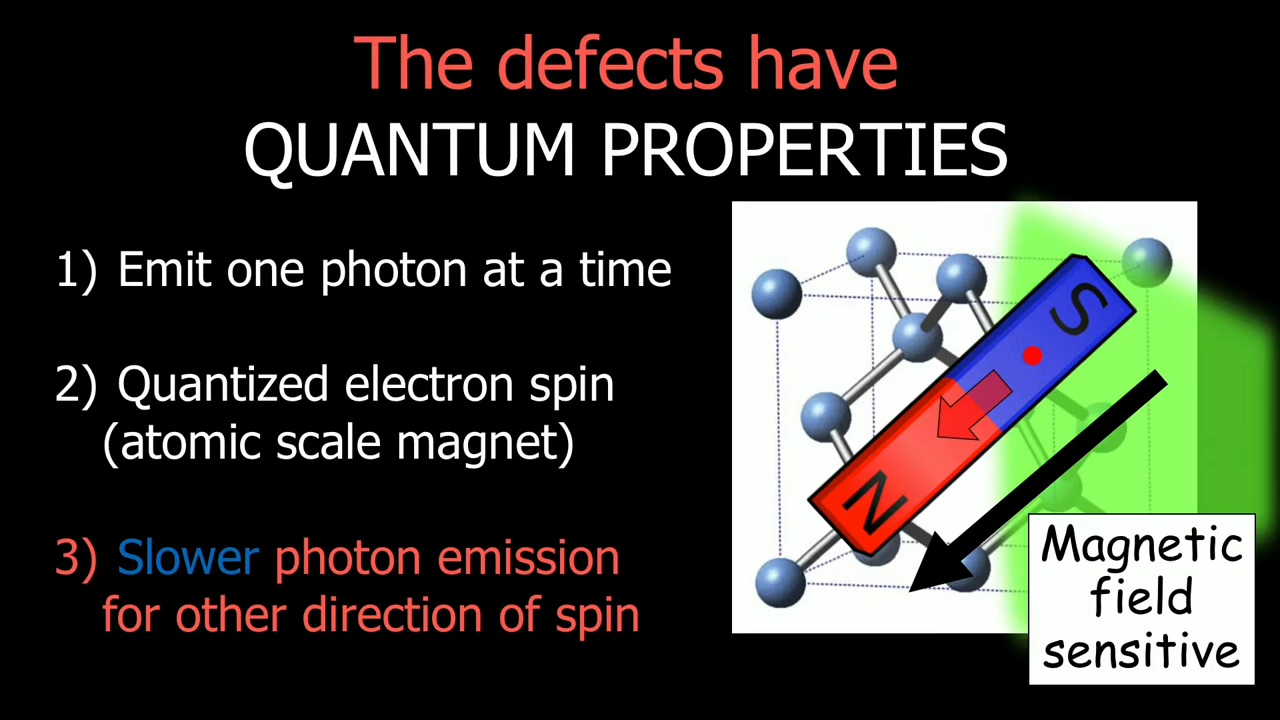 The defects have
QUANTUM PROPERTIES
1) Emit one photon at a time
2) Quantized electron spin
(atomic scale magnet)
3) Slower photon emission
for other direction of spin
S
N
Magnetic
field
sensitive